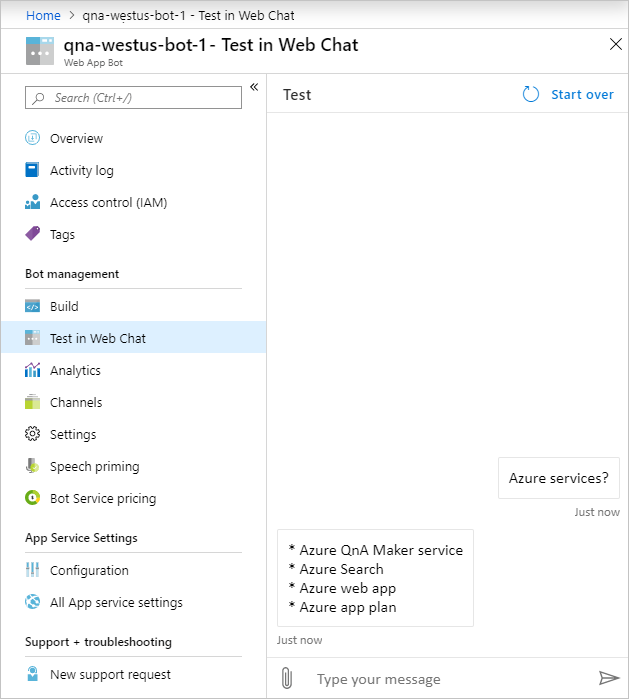 Home > qna-westus-bot-1 - Test in Web Chat
qna-westus-bot-1 - Test in Web Chat
Web App Bot
Search (Ctrl+/)
«
Overview
Activity log
Access control (IAM)
Tags
Bot management
Build
Test in Web Chat
Analytics
Channels
Settings
Speech priming
Bot Service pricing
App Service Settings
Configuration
All App service settings
Support + troubleshooting
New support request
Test
Start over
Azure services?
Just now
* Azure QnA Maker service
* Azure Search
* Azure web app
* Azure app plan
Just now
Type your message